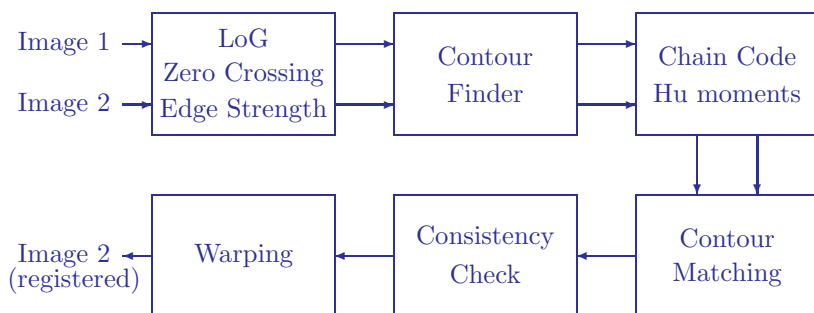 Image 1
Image 2
LoG
Zero Crossing
Edge Strength
Contour
Finder
Chain Code
Hu moments
Image 2
(registered)
Warping
Consistency
Check
Contour
Matching